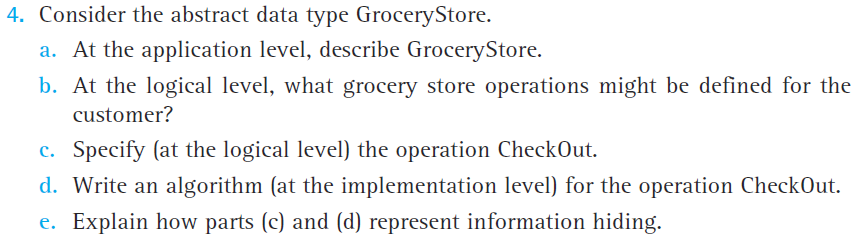 4. Consider the abstract data type GroceryStore.
a. At the application level, describe GroceryStore.
b. At the logical level, what grocery store operations might be defined for the
customer?
c. Specify (at the logical level) the operation CheckOut.
d. Write an algorithm (at the implementation level) for the operation CheckOut.
e. Explain how parts (c) and (d) represent information hiding.